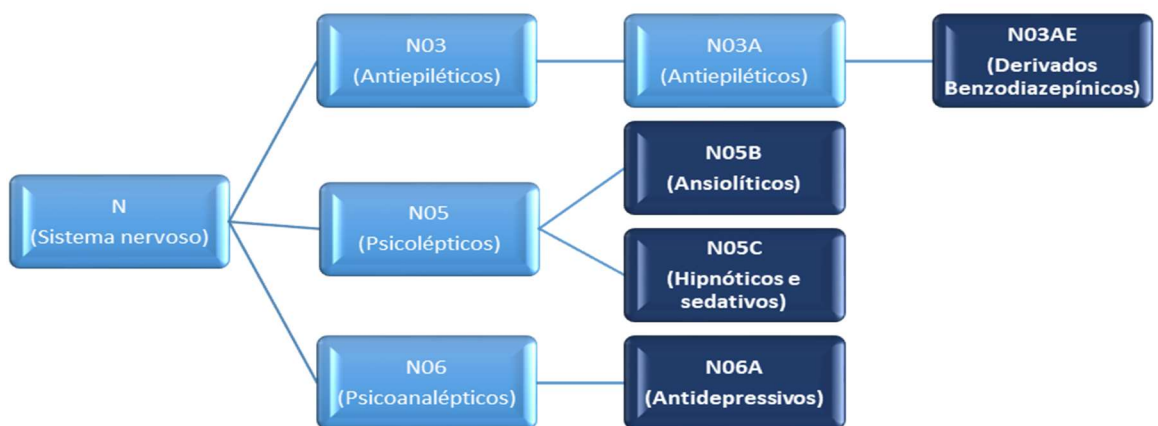 N03
(Antiepiléticos)
N03A
(Antiepiléticos)
N03AE
(Derivados
Benzodiazepínicos)
N
(Sistema nervoso)
N05
(Psicolépticos)
N05B
(Ansiolíticos)
N05C
(Hipnóticos e
sedativos)
N06
(Psicoanalépticos)
N06A
(Antidepressivos)